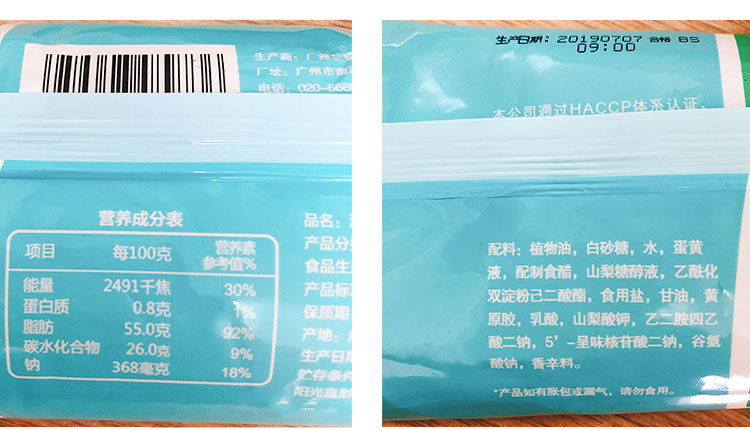 生产商：广州
厂址：广州市
电话：020-668
营养成分表
项目 每100克 营养素参考值%
能量 2491千焦 30%
蛋白质 0.8克 1%
脂肪 55.0克 92%
碳水化合物 26.0克 9%
钠 368毫克 18%
品名：
产品分
食品生
产品标
保质期
产地：
生产日期
贮存条件
阳光直射
生产日期：20190707 合格 BS
09:00
本公司通过HACCP体系认证、
配料：植物油，白砂糖，水，蛋黄
液，配制食醋，山梨糖醇液，乙酰化
双淀粉己二酸酯，食用盐，甘油，黄
原胶，乳酸，山梨酸钾，乙二胺四乙
酸二钠，5’-呈味核苷酸二钠，谷氨
酸钠，香辛料。
*产品如有胀包或漏气，请勿食用。